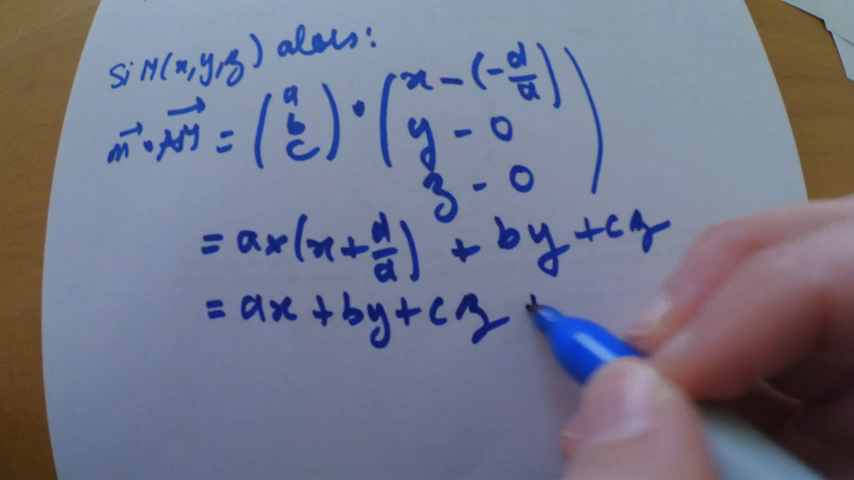 Si M(x,y,z) alors:
n⃗ · AM⃗ = (a b c) · (x - (-d/a) y - 0 z - 0)
= a×(x + d/a) + by + cz
= ax + by + cz +